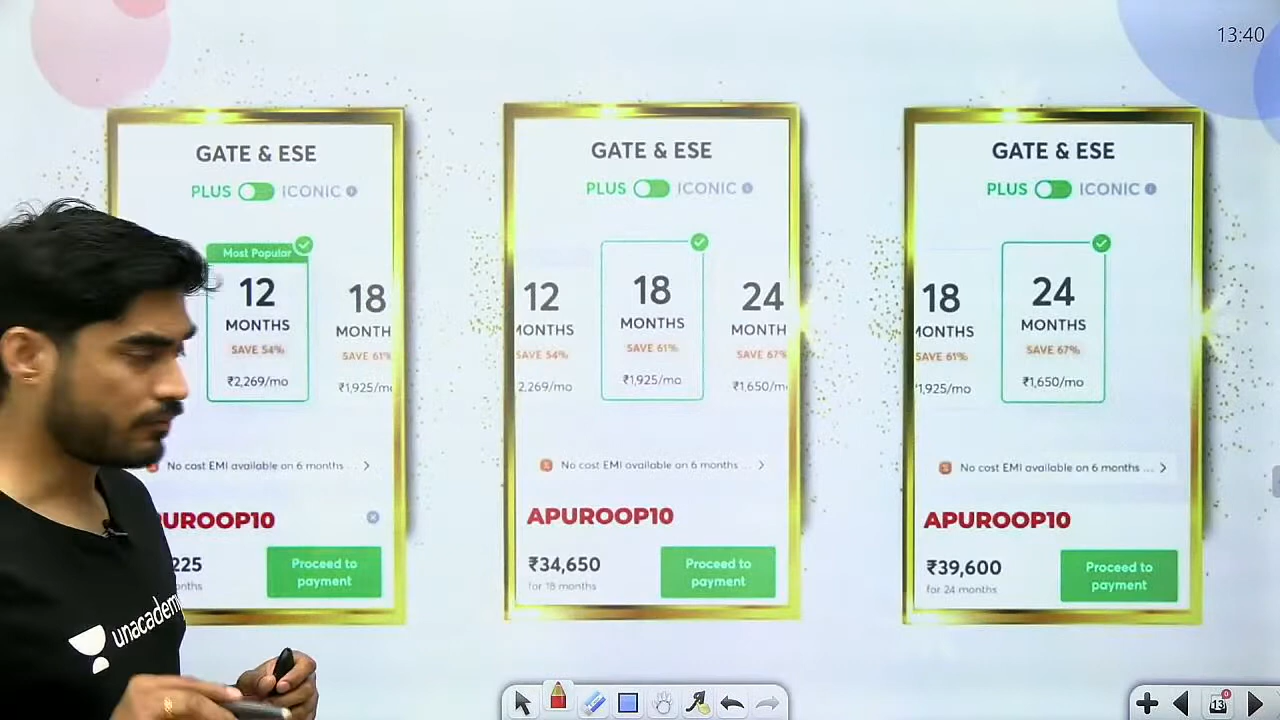 13:40
GATE & ESE
PLUS ICONIC
Most Popular
12
MONTHS
SAVE 54%
₹2,269/mo
18
MONTH
SAVE 61%
₹1,925/m
No cost EMI available on 6 months ...
UROOP10
225
onths
Proceed to
payment
GATE & ESE
PLUS ICONIC
12
MONTHS
SAVE 54%
2,269/mo
18
MONTHS
SAVE 61%
₹1,925/mo
24
MONTH
SAVE 67%
₹1,650/m
No cost EMI available on 6 months ...
APUROOP10
₹34,650
for 18 months
Proceed to
payment
GATE & ESE
PLUS ICONIC
18
MONTHS
SAVE 61%
1,925/mo
24
MONTHS
SAVE 67%
₹1,650/mo
No cost EMI available on 6 months ...
APUROOP10
₹39,600
for 24 months
Proceed to
payment
unacademy
13
0